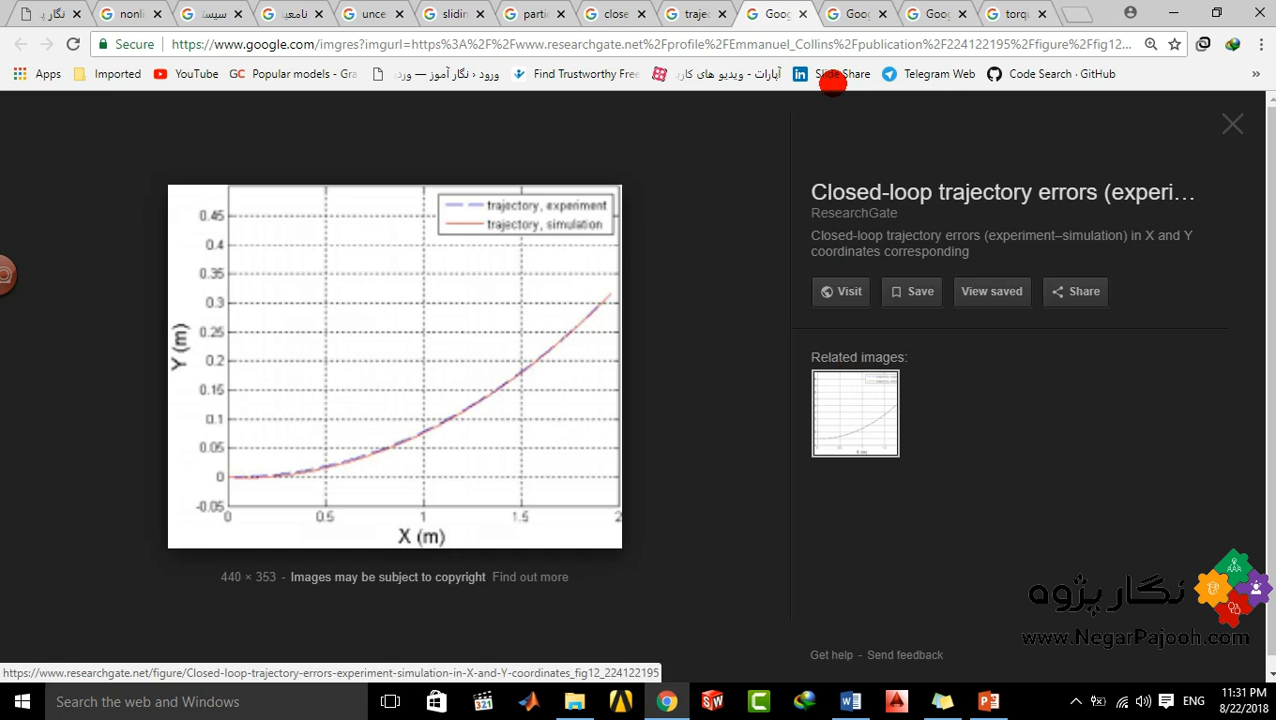 نگار پـ
nonli
سیستـ
نامعیـ
unce
slidin
parti
close
traje
Goog
Goo
Goo
torqu
Secure
https://www.google.com/imgres?imgurl=https%3A%2F%2Fwww.researchgate.net%2Fprofile%2FEmmanuel_Collins%2Fpublication%2F224122195%2Ffigure%2Ffig12...
Apps
Imported
YouTube
GC Popular models - Gra
ورود ‹ نگار آموز — وردپر
Find Trustworthy Free
آپارات - ویدیو های کاربـ
Slide Share
Telegram Web
Code Search · GitHub
»
trajectory, experiment
trajectory, simulation
0.45
0.4
0.35
0.3
0.25
0.2
0.15
0.1
0.05
0
-0.05
Y (m)
0 0.5 1 1.5 2
X (m)
440 × 353 - Images may be subject to copyright Find out more
Closed-loop trajectory errors (experi...
ResearchGate
Closed-loop trajectory errors (experiment–simulation) in X and Y
coordinates corresponding
Visit
Save
View saved
Share
Related images:
نگار پژوه
www.NegarPajooh.com
Get help - Send feedback
https://www.researchgate.net/figure/Closed-loop-trajectory-errors-experiment-simulation-in-X-and-Y-coordinates_fig12_224122195
Search the web and Windows
321
ENG
11:31 PM
8/22/2018